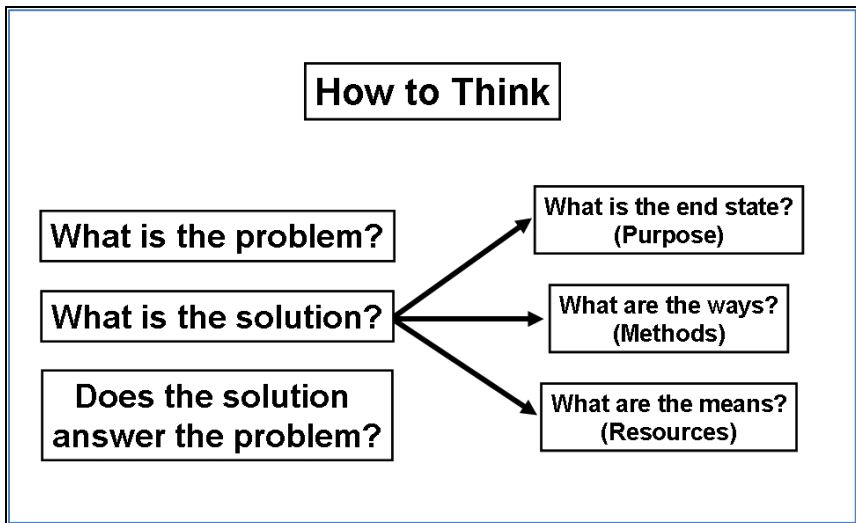 How to Think
What is the problem?
What is the solution?
Does the solution
answer the problem?
What is the end state?
(Purpose)
What are the ways?
(Methods)
What are the means?
(Resources)